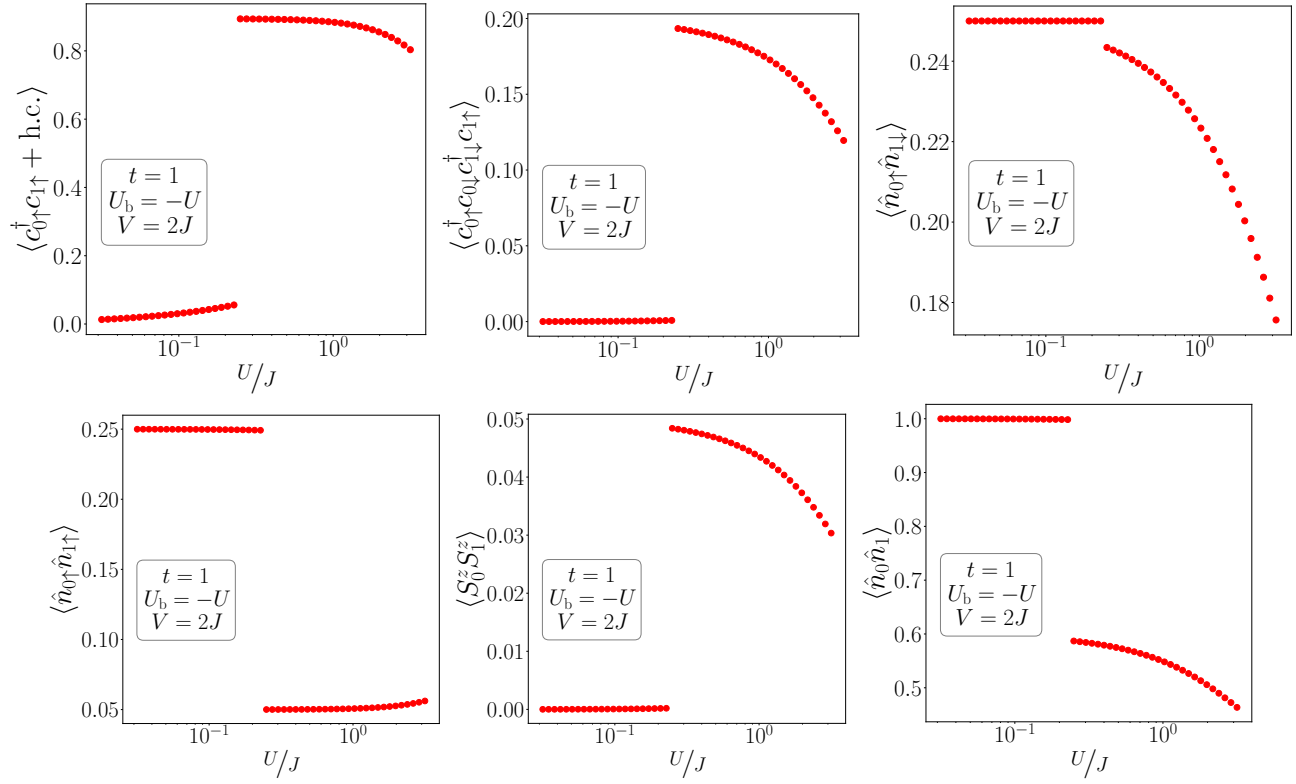 ⟨c†0↑c1↑ + h.c.⟩
0.8
0.6
0.4
0.2
0.0
t = 1
Ub = −U
V = 2J
10−1
100
U/J
⟨c†0↑c0↓c†1↓c1↑⟩
0.20
0.15
0.10
0.05
0.00
t = 1
Ub = −U
V = 2J
10−1
100
U/J
⟨n̂0↑n̂1↓⟩
0.24
0.22
0.20
0.18
t = 1
Ub = −U
V = 2J
10−1
100
U/J
⟨n̂0↑n̂1↑⟩
0.25
0.20
0.15
0.10
0.05
t = 1
Ub = −U
V = 2J
10−1
100
U/J
⟨Sz0Sz1⟩
0.05
0.04
0.03
0.02
0.01
0.00
t = 1
Ub = −U
V = 2J
10−1
100
U/J
⟨n̂0n̂1⟩
1.0
0.9
0.8
0.7
0.6
0.5
t = 1
Ub = −U
V = 2J
10−1
100
U/J